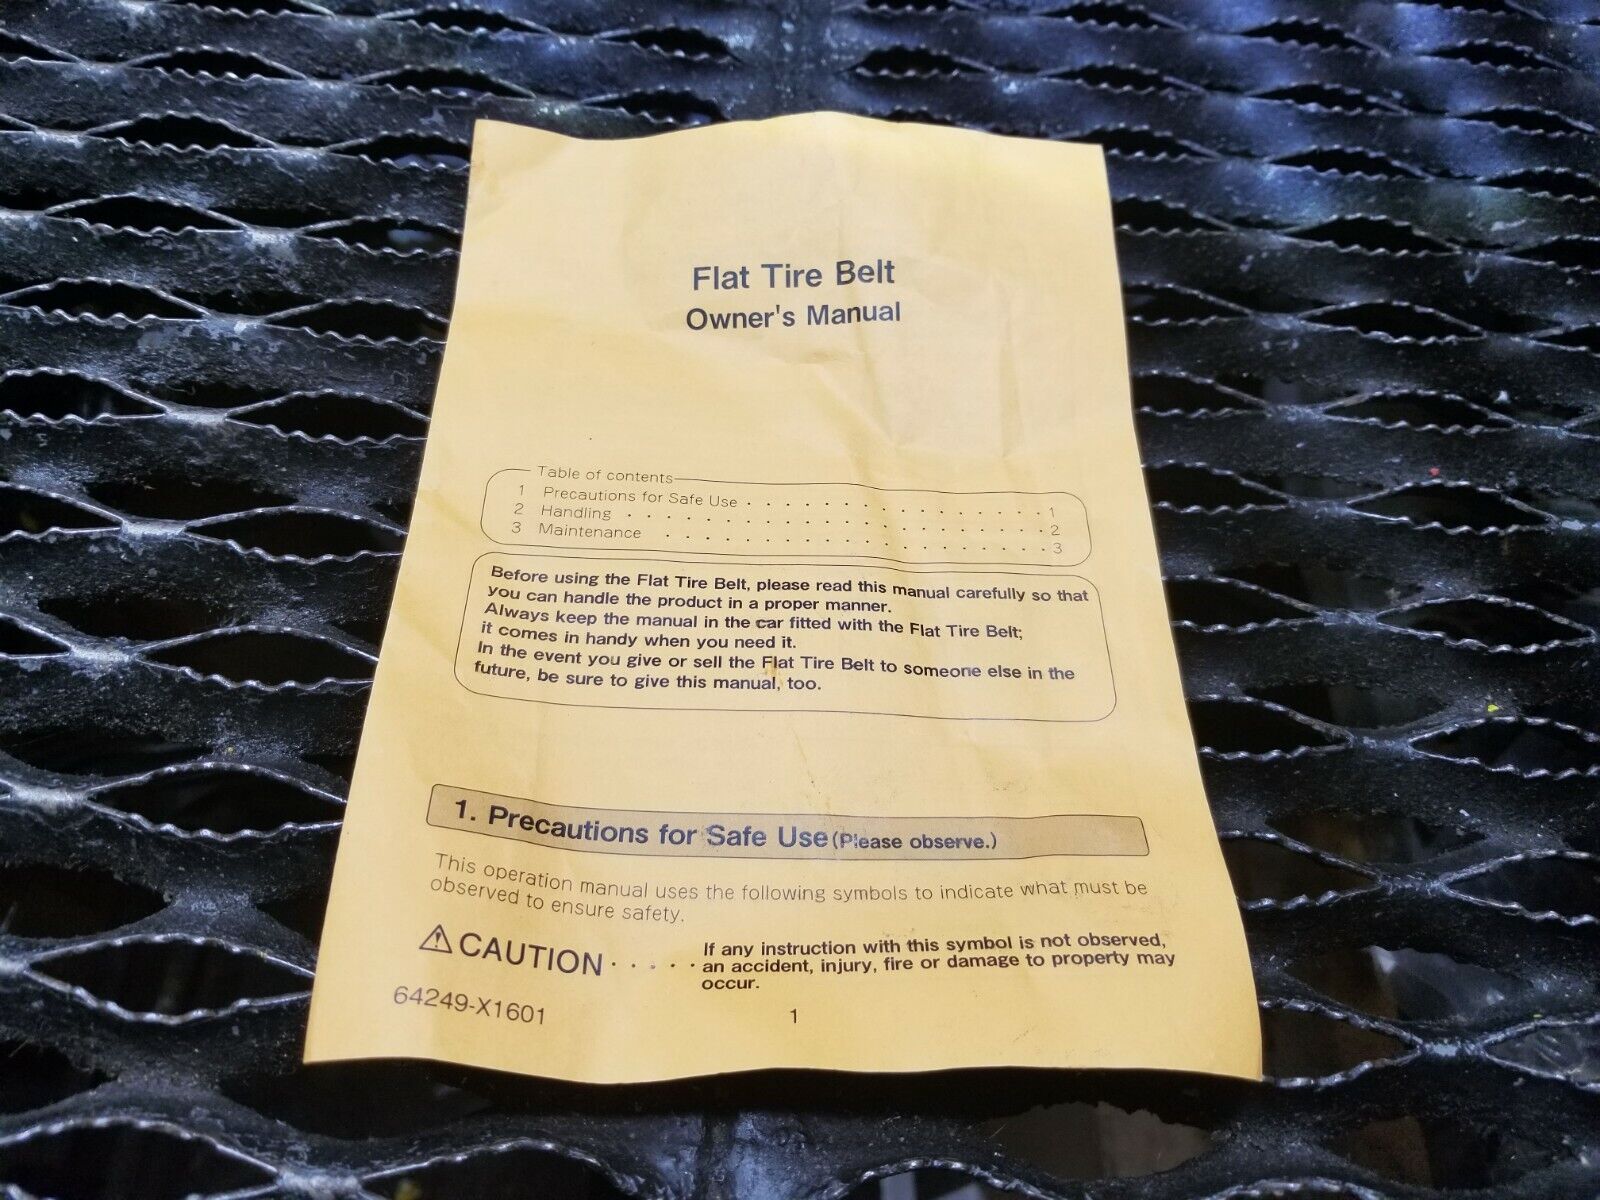 Flat Tire Belt
Owner's Manual
Table of contents
1 Precautions for Safe Use · · · · · · · · · · · · · · · · 1
2 Handling · · · · · · · · · · · · · · · · · · · · · · 2
3 Maintenance · · · · · · · · · · · · · · · · · · · · 3
Before using the Flat Tire Belt, please read this manual carefully so that
you can handle the product in a proper manner.
Always keep the manual in the car fitted with the Flat Tire Belt;
it comes in handy when you need it.
In the event you give or sell the Flat Tire Belt to someone else in the
future, be sure to give this manual, too.
1. Precautions for Safe Use (Please observe.)
This operation manual uses the following symbols to indicate what must be
observed to ensure safety.
⚠ CAUTION · · · · · If any instruction with this symbol is not observed,
an accident, injury, fire or damage to property may
occur.
64249-X1601
1